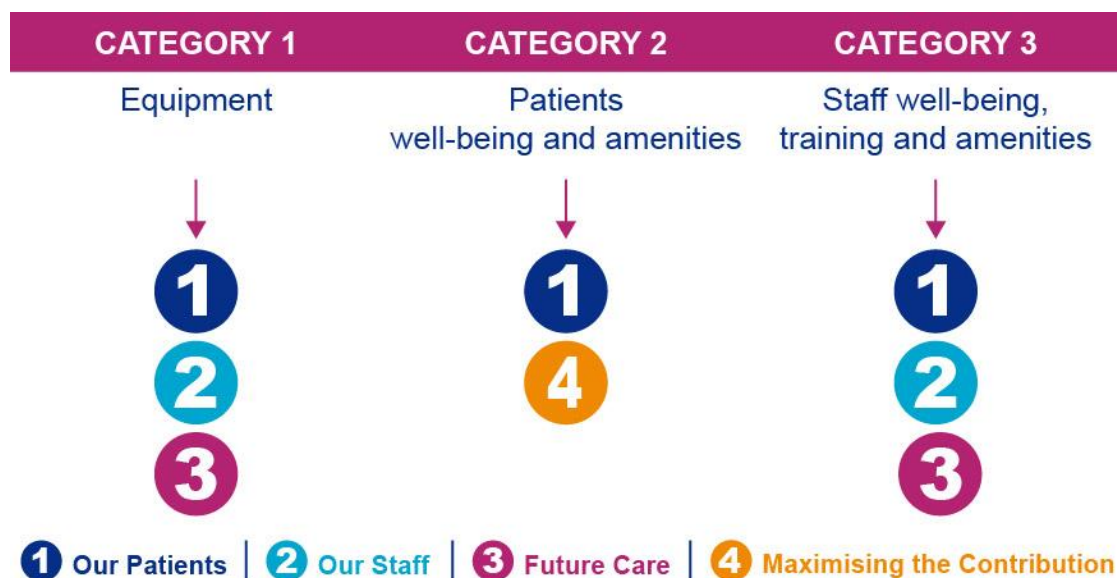 CATEGORY 1 CATEGORY 2 CATEGORY 3
Equipment
Patients
well-being and amenities
Staff well-being,
training and amenities
1 1 1
2 4 2
3 3
1 Our Patients 2 Our Staff 3 Future Care 4 Maximising the Contribution